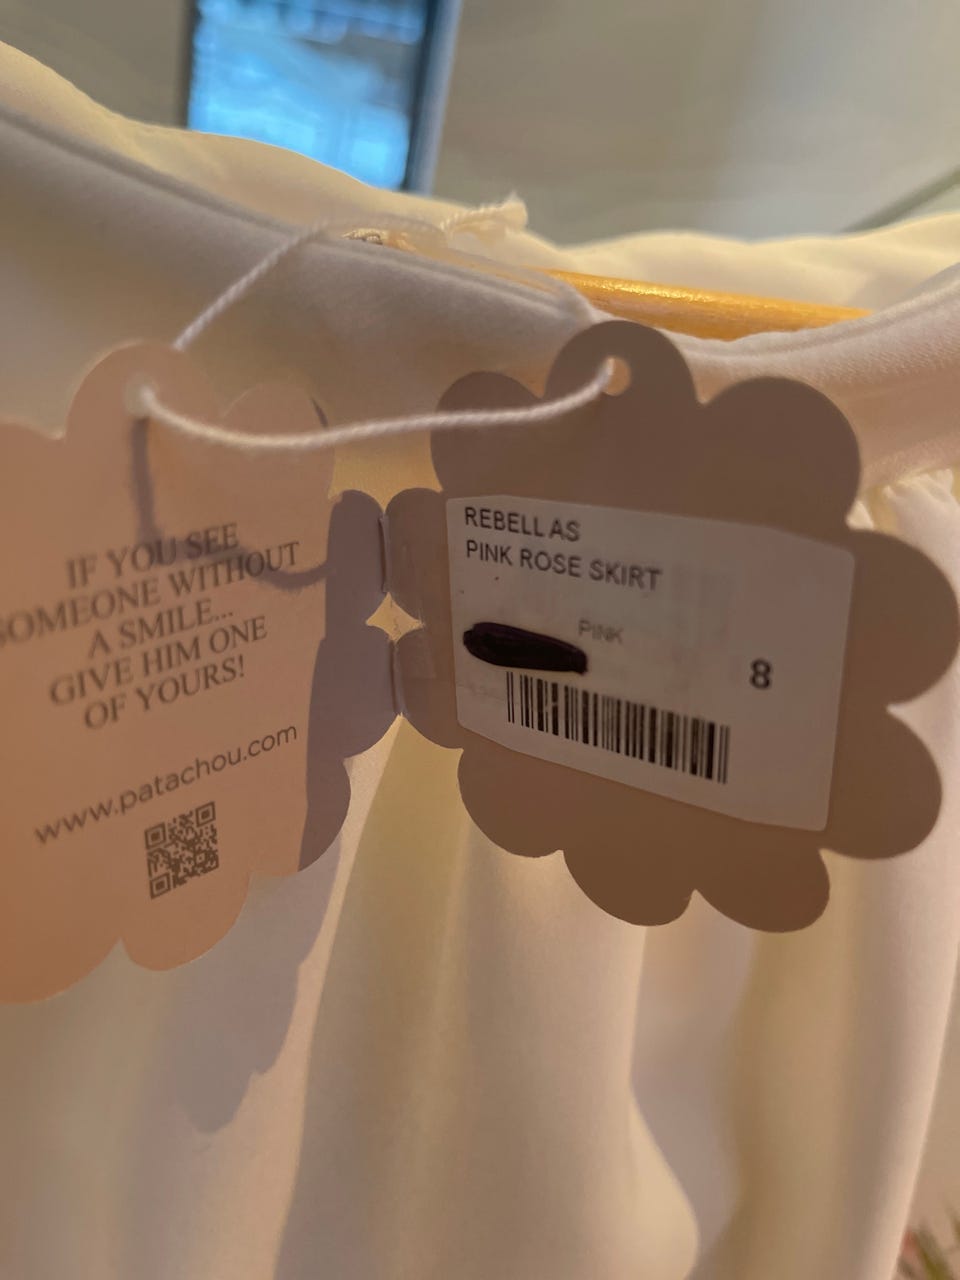 IF YOU SEE
SOMEONE WITHOUT
A SMILE...
GIVE HIM ONE
OF YOURS!
www.patachou.com
REBELL AS
PINK ROSE SKIRT
PINK
8